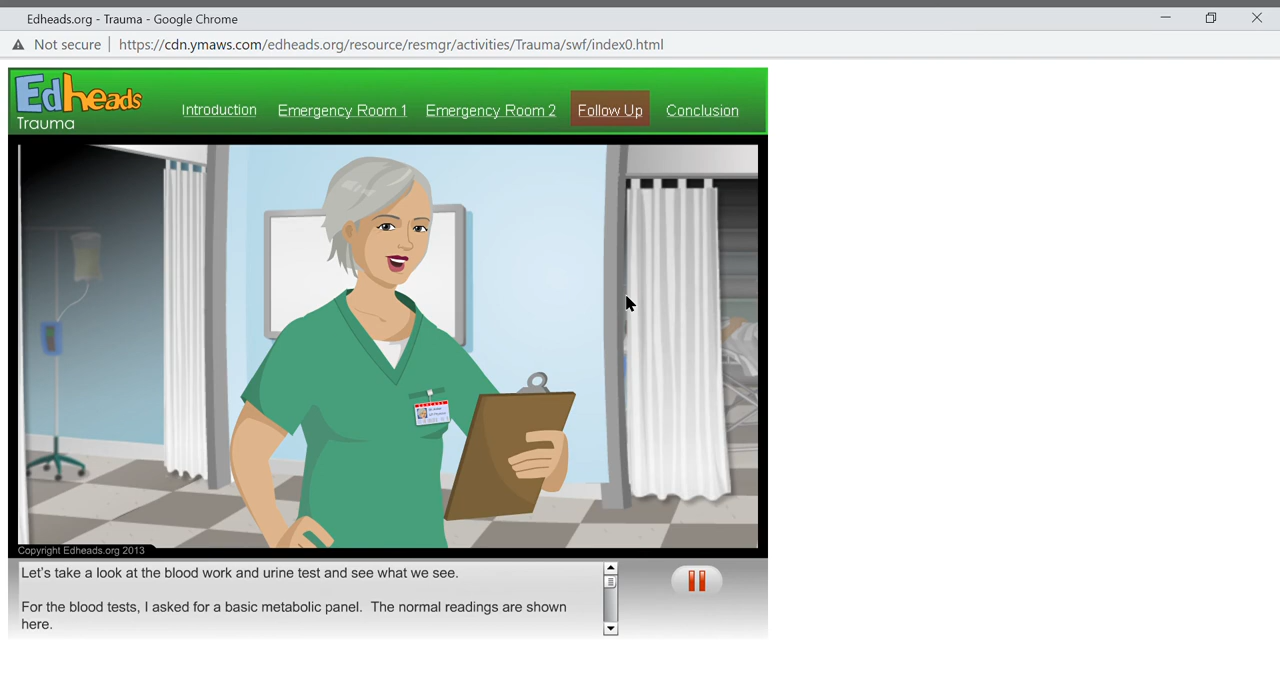 Edheads.org - Trauma - Google Chrome
Not secure | https://cdn.ymaws.com/edheads.org/resource/resmgr/activities/Trauma/swf/index0.html
Edheads
Trauma
Introduction Emergency Room 1 Emergency Room 2 Follow Up Conclusion
Copyright Edheads.org 2013
Let's take a look at the blood work and urine test and see what we see.
For the blood tests, I asked for a basic metabolic panel. The normal readings are shown
here.